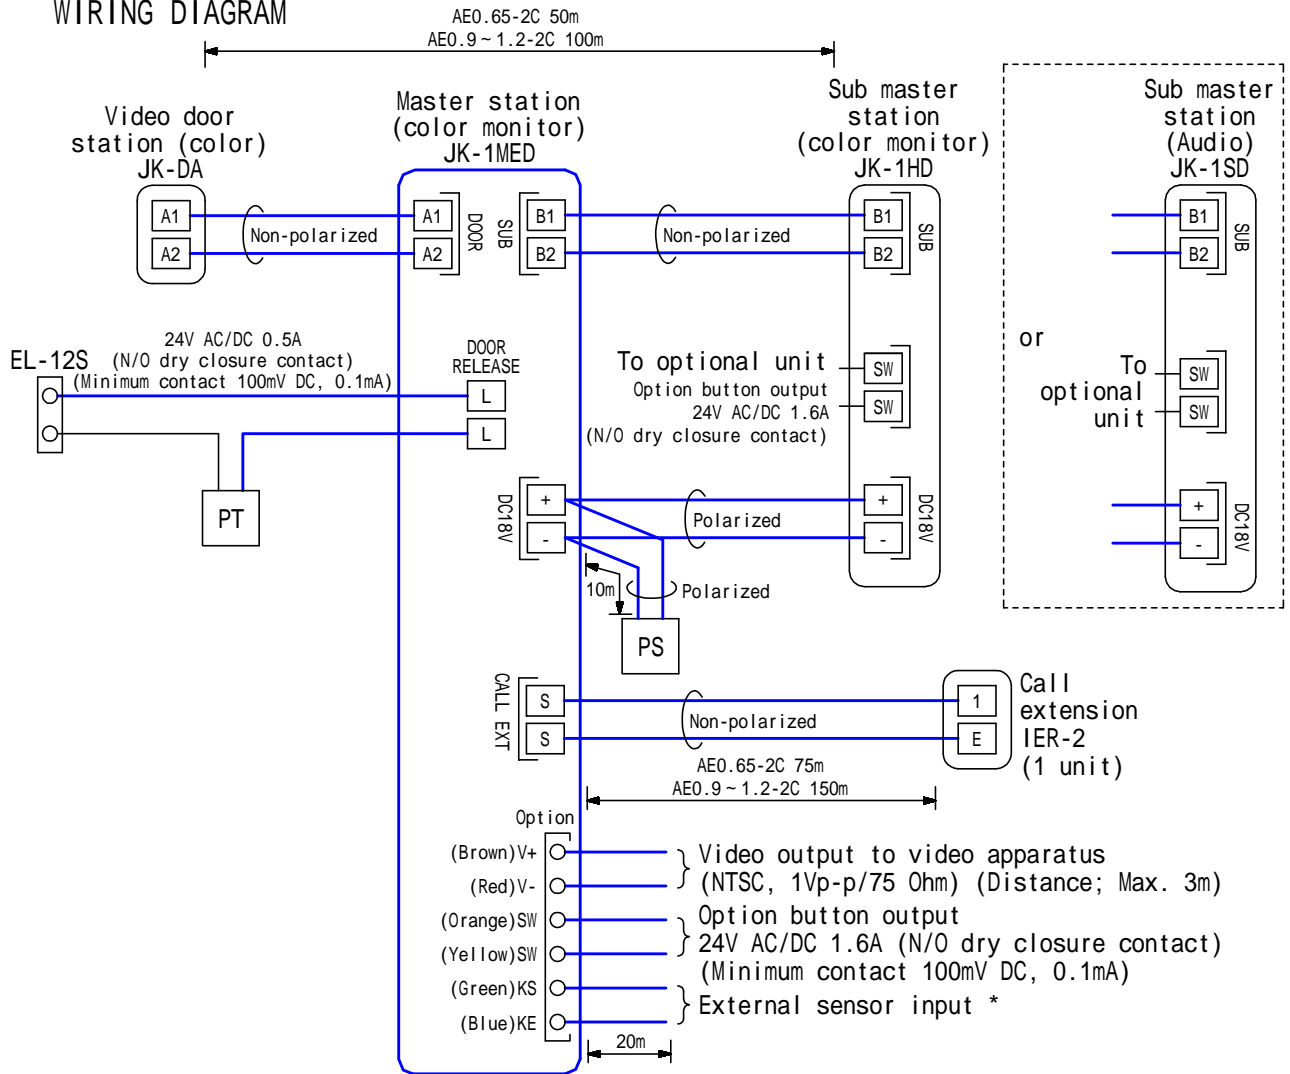 WIRING DIAGRAM
AE0.65-2C 50m
AE0.9~1.2-2C 100m
Video door
station (color)
JK-DA
Master station
(color monitor)
JK-1MED
Sub master
station
(color monitor)
JK-1HD
Sub master
station
(Audio)
JK-1SD
A1
A2
Non-polarized
A1
A2
DOOR
SUB
B1
B2
Non-polarized
B1
B2
SUB
B1
B2
SUB
EL-12S
24V AC/DC 0.5A
(N/O dry closure contact)
(Minimum contact 100mV DC, 0.1mA)
DOOR
RELEASE
L
L
PT
To optional unit
Option button output
24V AC/DC 1.6A
(N/O dry closure contact)
SW
SW
or
To
optional
unit
SW
SW
DC18V
+
-
Polarized
+
-
DC18V
+
-
DC18V
10m
Polarized
PS
CALL EXT
S
S
Non-polarized
1
E
Call
extension
IER-2
(1 unit)
AE0.65-2C 75m
AE0.9~1.2-2C 150m
Option
(Brown)V+
(Red)V-
(Orange)SW
(Yellow)SW
(Green)KS
(Blue)KE
Video output to video apparatus
(NTSC, 1Vp-p/75 Ohm) (Distance; Max. 3m)
Option button output
24V AC/DC 1.6A (N/O dry closure contact)
(Minimum contact 100mV DC, 0.1mA)
External sensor input *
20m